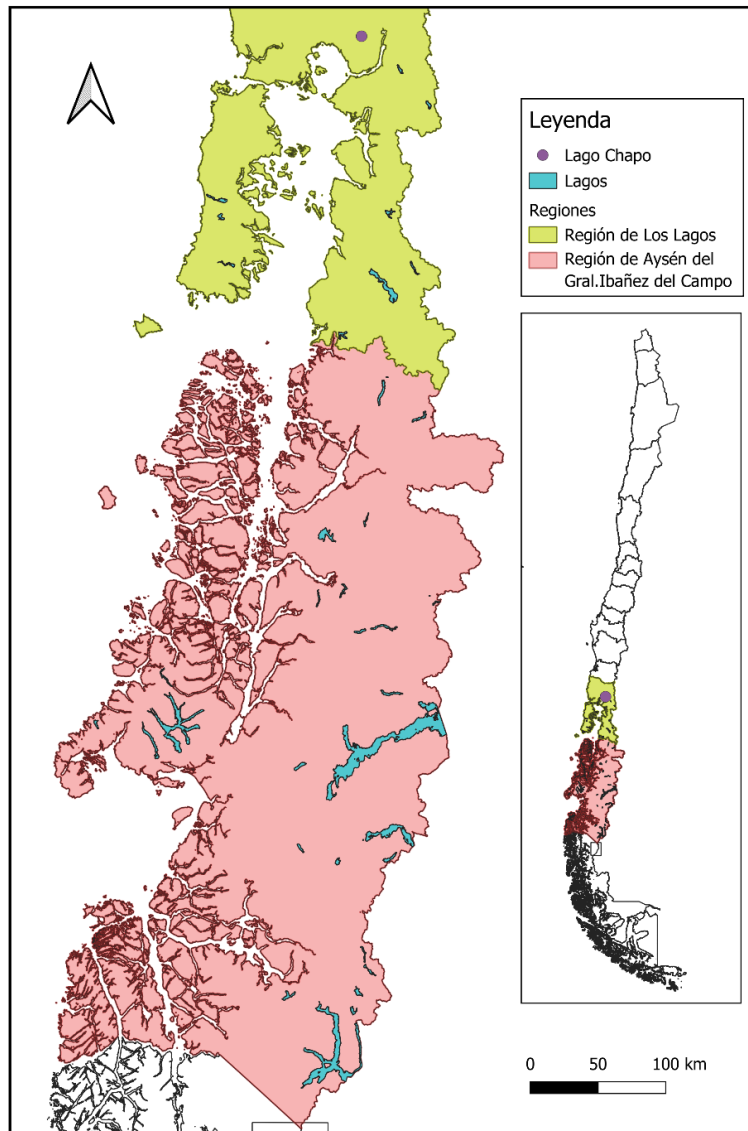 Leyenda
Lago Chapo
Lagos
Regiones
Región de Los Lagos
Región de Aysén del
Gral.Ibañez del Campo
0 50 100 km